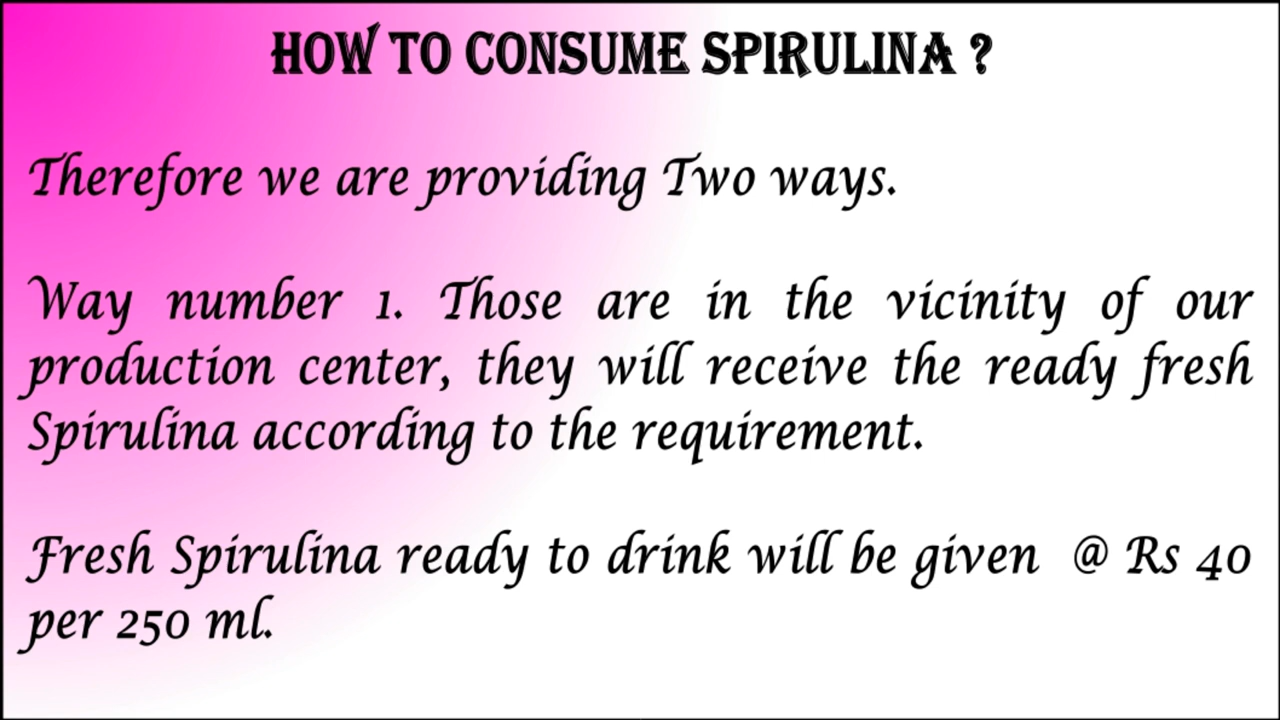 HOW TO CONSUME SPIRULINA ?
Therefore we are providing Two ways.
Way number 1. Those are in the vicinity of our
production center, they will receive the ready fresh
Spirulina according to the requirement.
Fresh Spirulina ready to drink will be given @ Rs 40
per 250 ml.